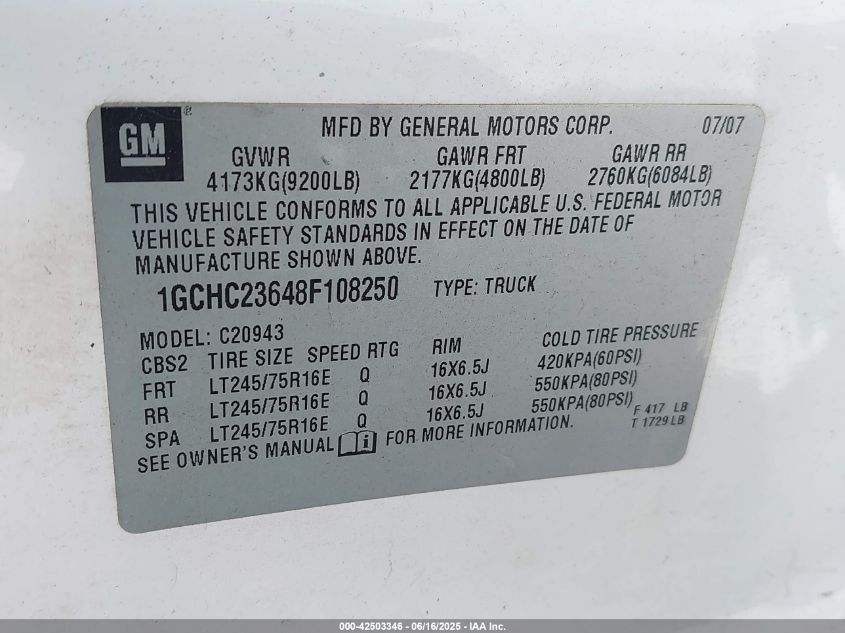 GM ®
MFD BY GENERAL MOTORS CORP. 07/07
GVWR GAWR FRT GAWR RR
4173KG(9200LB) 2177KG(4800LB) 2760KG(6084LB)
THIS VEHICLE CONFORMS TO ALL APPLICABLE U.S. FEDERAL MOTOR
VEHICLE SAFETY STANDARDS IN EFFECT ON THE DATE OF
MANUFACTURE SHOWN ABOVE.
1GCHC23648F108250 TYPE: TRUCK
MODEL: C20943
CBS2 TIRE SIZE SPEED RTG RIM COLD TIRE PRESSURE
FRT LT245/75R16E Q 16X6.5J 420KPA(60PSI)
RR LT245/75R16E Q 16X6.5J 550KPA(80PSI)
SPA LT245/75R16E Q 16X6.5J 550KPA(80PSI) F 417 LB
T 1729 LB
SEE OWNER'S MANUAL i FOR MORE INFORMATION.
000-42503346 - 06/16/2025 - IAA Inc.